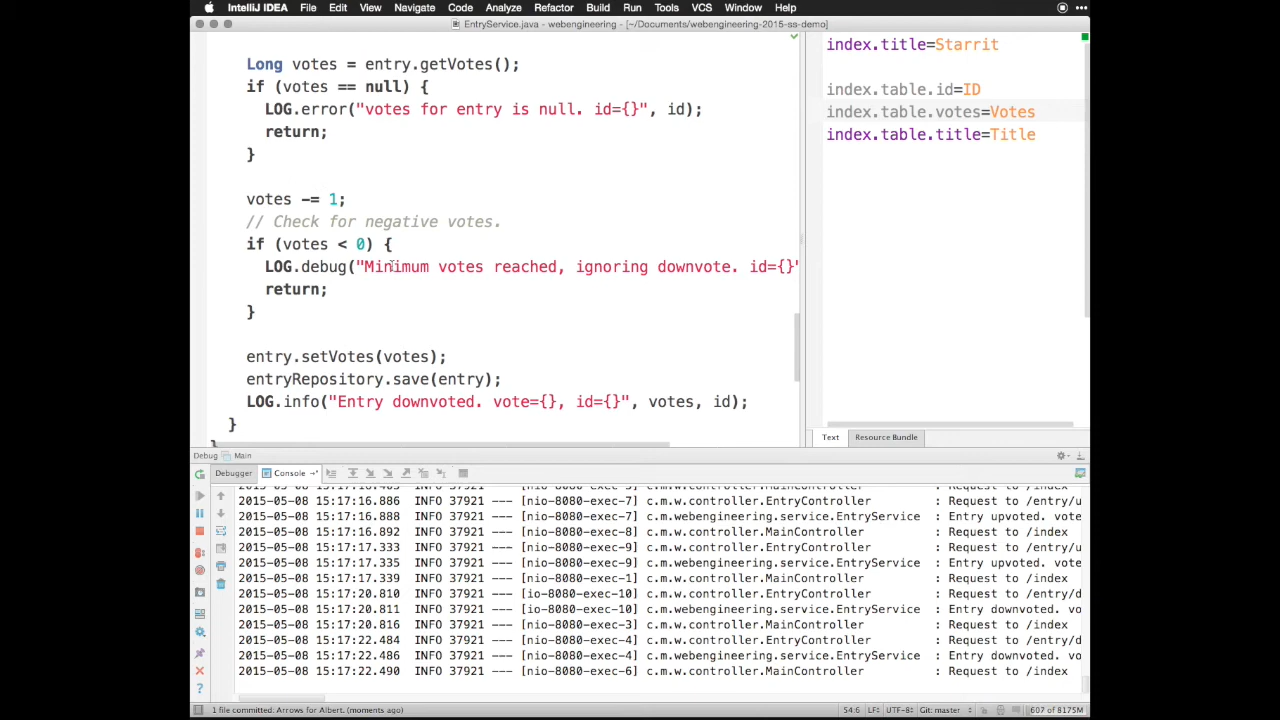 IntelliJ IDEA File Edit View Navigate Code Analyze Refactor Build Run Tools VCS Window Help
EntryService.java - webengineering - [~/Documents/webengineering-2015-ss-demo]
Long votes = entry.getVotes();
if (votes == null) {
LOG.error("votes for entry is null. id={}", id);
return;
}
votes -= 1;
// Check for negative votes.
if (votes < 0) {
LOG.debug("Minimum votes reached, ignoring downvote. id={}"
return;
}
entry.setVotes(votes);
entryRepository.save(entry);
LOG.info("Entry downvoted. vote={}, id={}", votes, id);
}
index.title=Starrit
index.table.id=ID
index.table.votes=Votes
index.table.title=Title
Text Resource Bundle
Debug Main
Debugger Console
2015-05-08 15:17:16.886 INFO 37921 --- [nio-8080-exec-7] c.m.w.controller.EntryController : Request to /entry/u
2015-05-08 15:17:16.888 INFO 37921 --- [nio-8080-exec-7] c.m.webengineering.service.EntryService : Entry upvoted. vote
2015-05-08 15:17:16.892 INFO 37921 --- [nio-8080-exec-8] c.m.w.controller.MainController : Request to /index
2015-05-08 15:17:17.333 INFO 37921 --- [nio-8080-exec-9] c.m.w.controller.EntryController : Request to /entry/u
2015-05-08 15:17:17.335 INFO 37921 --- [nio-8080-exec-9] c.m.webengineering.service.EntryService : Entry upvoted. vote
2015-05-08 15:17:17.339 INFO 37921 --- [nio-8080-exec-1] c.m.w.controller.MainController : Request to /index
2015-05-08 15:17:20.810 INFO 37921 --- [io-8080-exec-10] c.m.w.controller.EntryController : Request to /entry/d
2015-05-08 15:17:20.811 INFO 37921 --- [io-8080-exec-10] c.m.webengineering.service.EntryService : Entry downvoted. vo
2015-05-08 15:17:20.816 INFO 37921 --- [nio-8080-exec-3] c.m.w.controller.MainController : Request to /index
2015-05-08 15:17:22.484 INFO 37921 --- [nio-8080-exec-4] c.m.w.controller.EntryController : Request to /entry/d
2015-05-08 15:17:22.486 INFO 37921 --- [nio-8080-exec-4] c.m.webengineering.service.EntryService : Entry downvoted. vo
2015-05-08 15:17:22.490 INFO 37921 --- [nio-8080-exec-6] c.m.w.controller.MainController : Request to /index
1 file committed: Arrows for Albert. (moments ago) 54:6 LF÷ UTF-8÷ Git: master 607 of 8175M